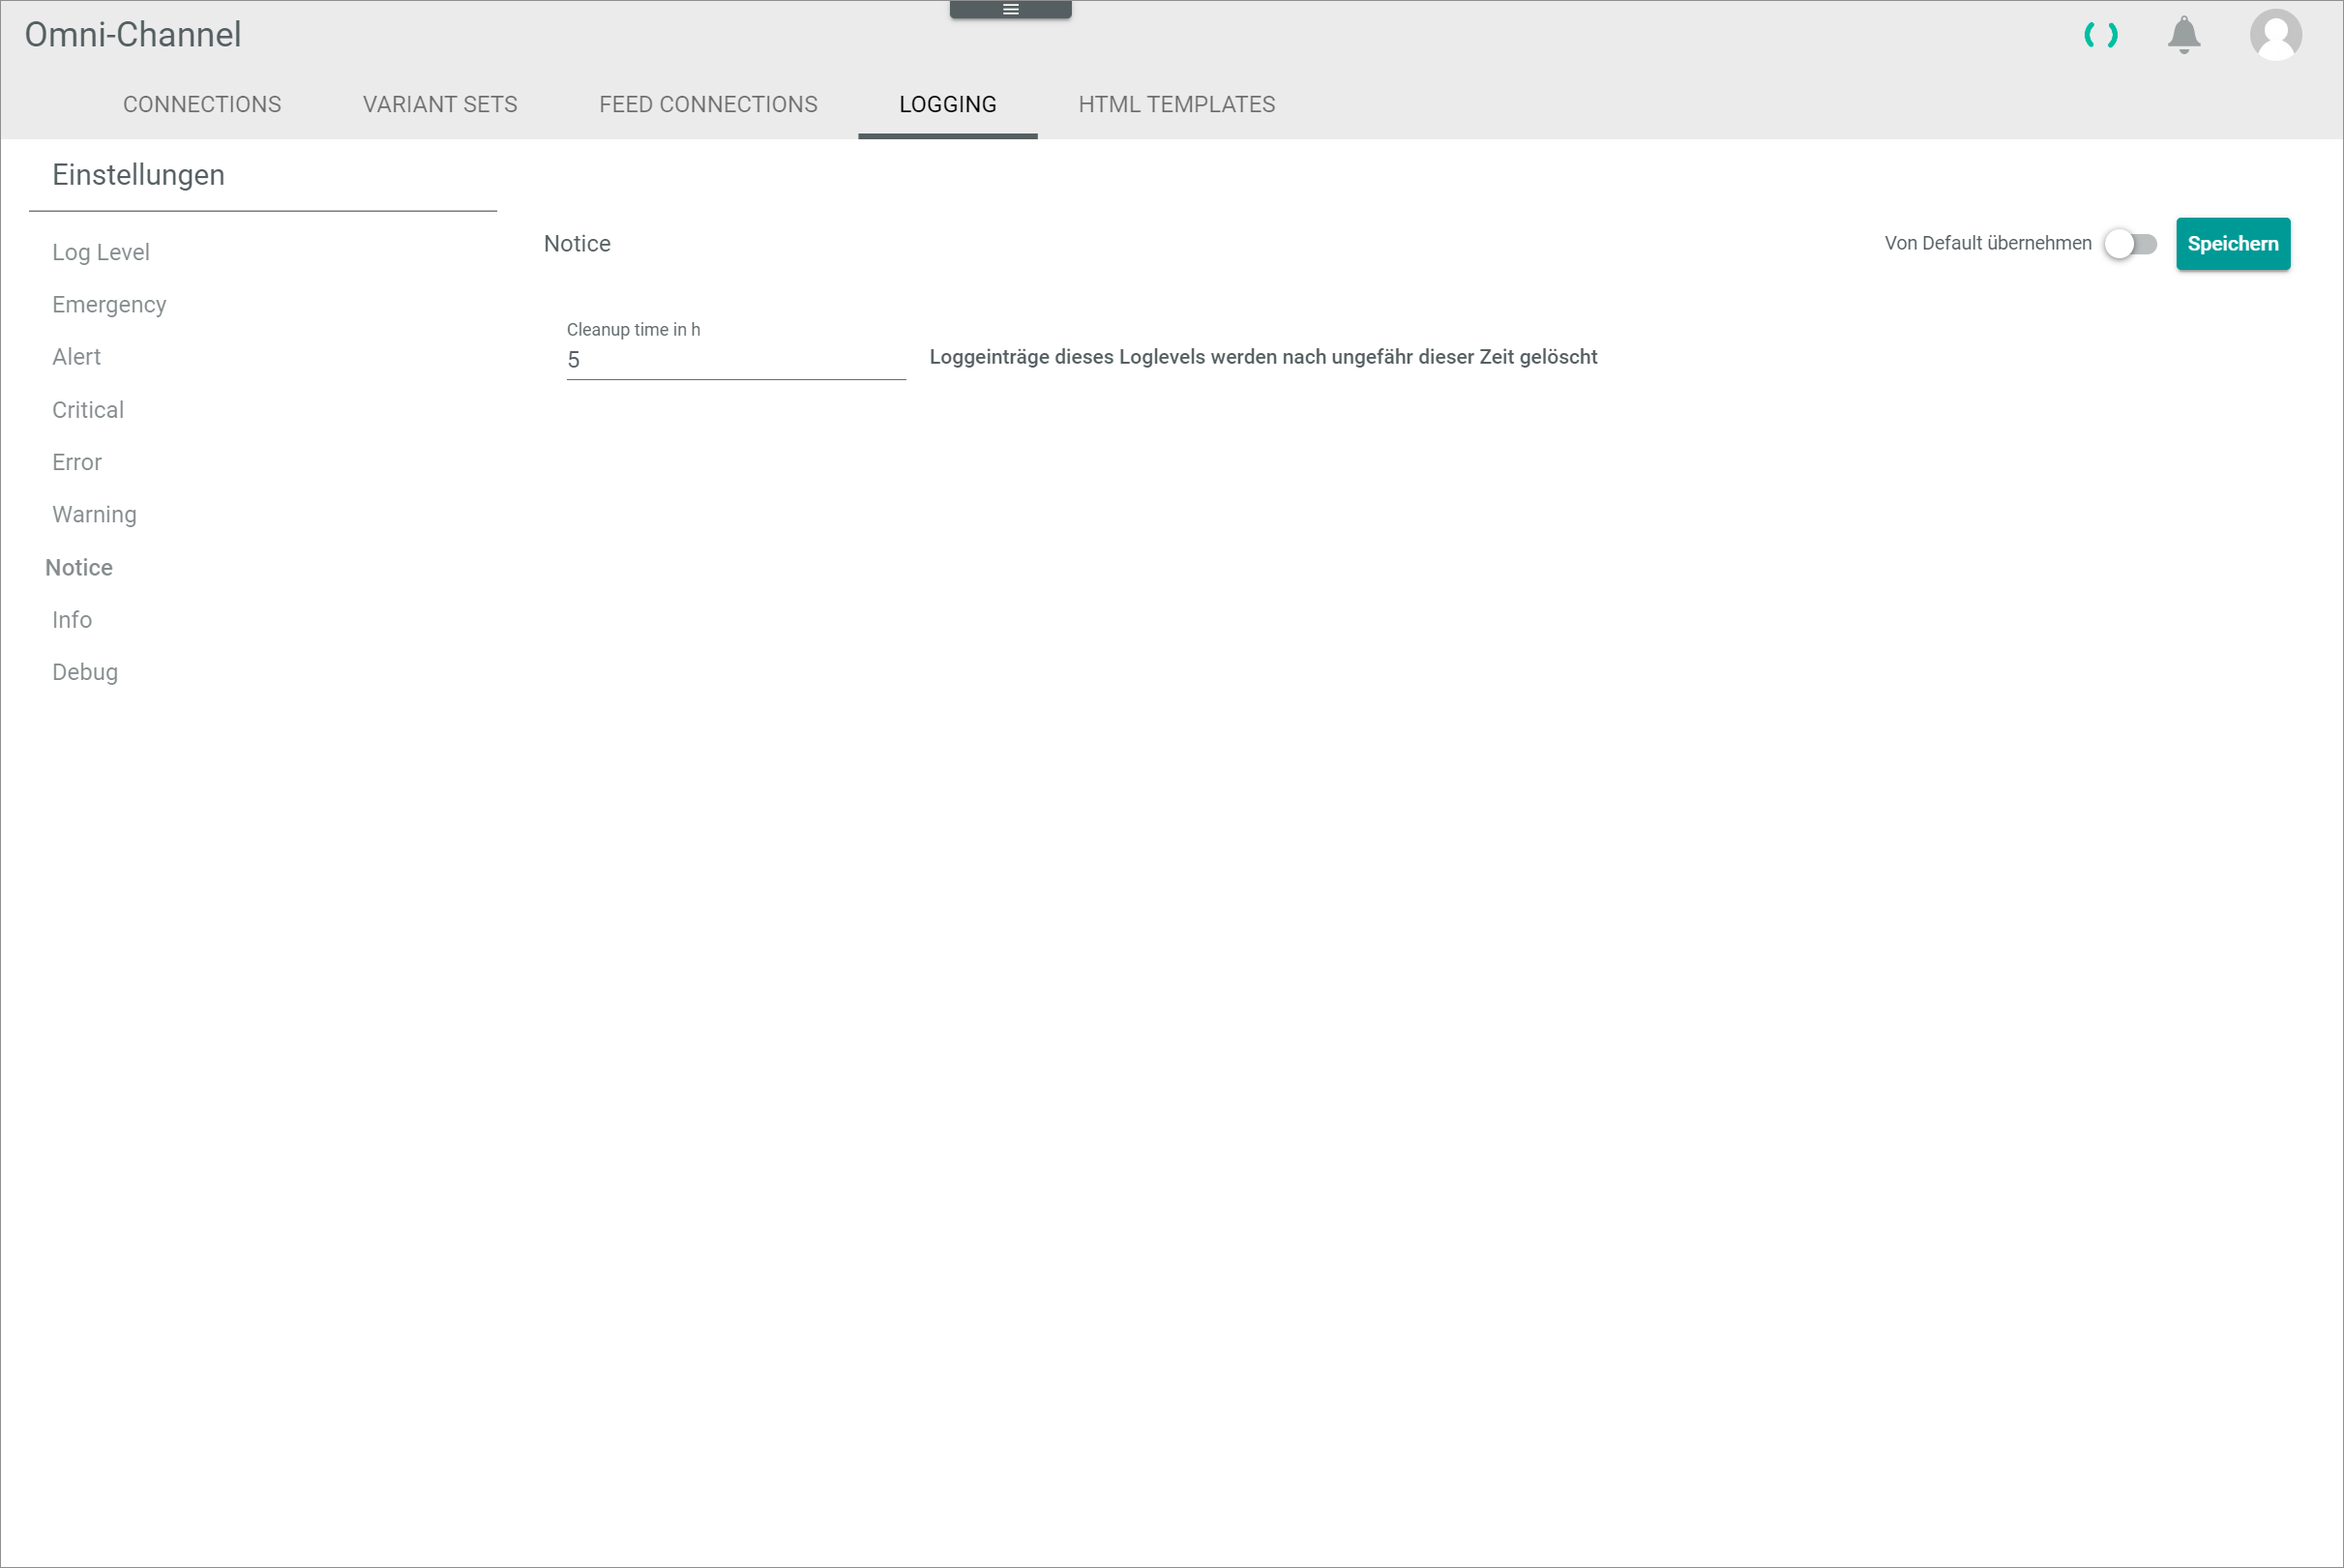 Omni-Channel
CONNECTIONS VARIANT SETS FEED CONNECTIONS LOGGING HTML TEMPLATES
Einstellungen
Log Level
Emergency
Alert
Critical
Error
Warning
Notice
Info
Debug
Notice
Von Default übernehmen
Speichern
Cleanup time in h
5
Loggeinträge dieses Loglevels werden nach ungefähr dieser Zeit gelöscht